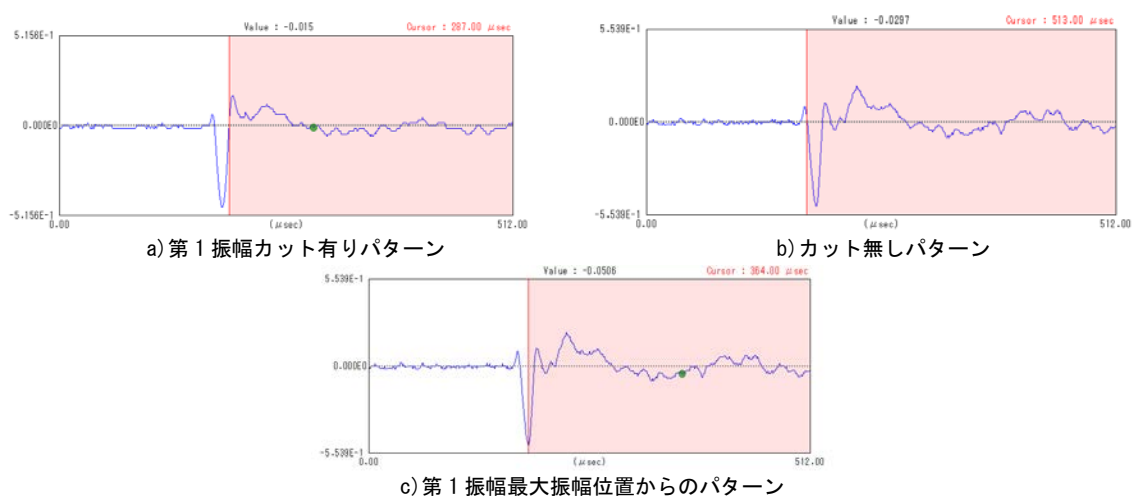 Value : -0.015 Cursor : 287.00 μsec
5.156E-1
0.000E0
-5.156E-1
0.00 (μsec) 512.00
a)第1振幅カット有りパターン
Value : -0.0297 Cursor : 513.00 μsec
5.539E-1
0.000E0
-5.539E-1
0.00 (μsec) 512.00
b)カット無しパターン
Value : -0.0506 Cursor : 364.00 μsec
5.539E-1
0.000E0
-5.539E-1
0.00 (μsec) 512.00
c)第1振幅最大振幅位置からのパターン